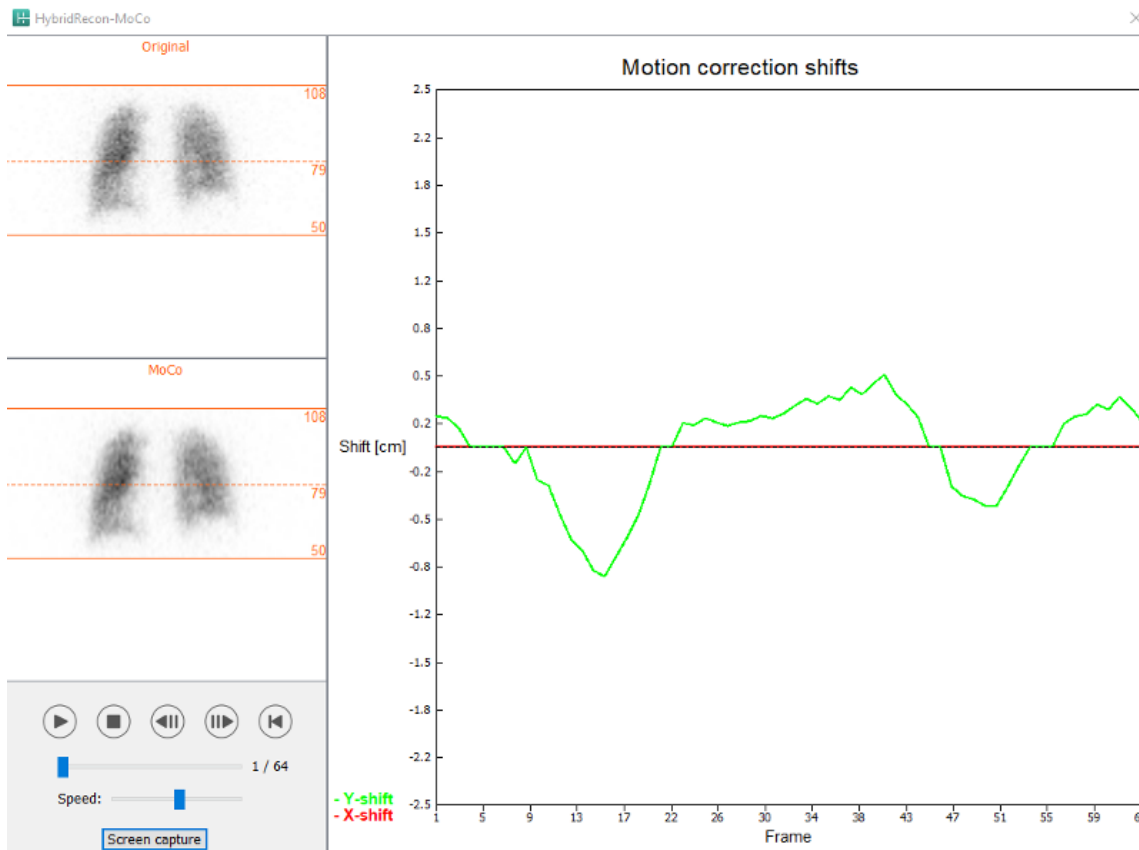 HybridRecon-MoCo
Original
108
79
50
MoCo
108
79
50
1 / 64
Speed:
Screen capture
Motion correction shifts
2.5
2.2
1.8
1.5
1.2
0.8
0.5
0.2
Shift [cm]
-0.2
-0.5
-0.8
-1.2
-1.5
-1.8
-2.2
-2.5
- Y-shift
- X-shift
1 5 9 13 17 22 26 30 34 38 43 47 51 55 59
Frame